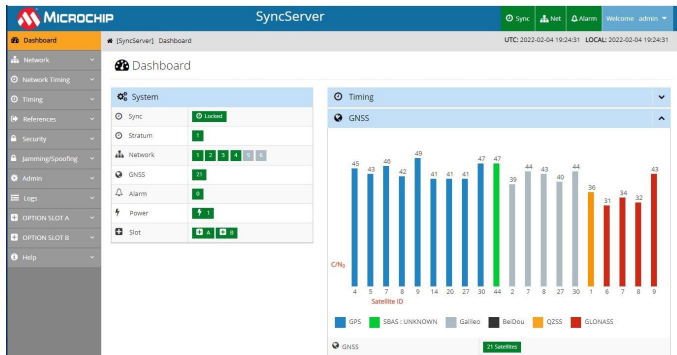 MICROCHIP
SyncServer
Sync Net Alarm Welcome admin
Dashboard
[SyncServer] Dashboard
UTC: 2022-02-04 19:24:31 LOCAL: 2022-02-04 19:24:31
Network
Network Timing
Timing
References
Security
Jamming/Spoofing
Admin
Logs
OPTION SLOT A
OPTION SLOT B
Help
Dashboard
System
Sync Locked
Stratum 1
Network 1 2 3 4 5 6
GNSS 21
Alarm 0
Power 1
Slot A B
Timing
GNSS
45 43 46 42 49 41 41 41 47 47 39 44 43 40 44 36 31 34 32 43
C/N0
4 5 7 8 9 14 20 27 30 44 2 7 8 27 30 1 6 7 8 9
Satellite ID
GPS SBAS : UNKNOWN Galileo BeiDou QZSS GLONASS
GNSS 21 Satellites